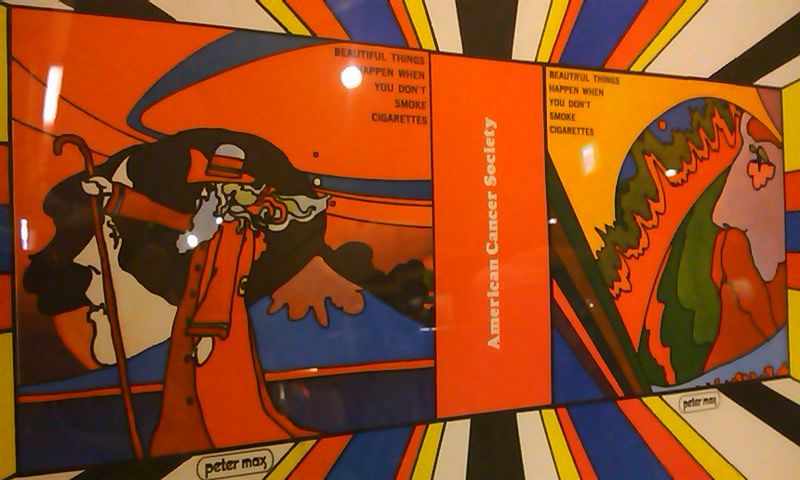 BEAUTIFUL THINGS
HAPPEN WHEN
YOU DON'T
SMOKE
CIGARETTES
American Cancer Society
BEAUTIFUL THINGS
HAPPEN WHEN
YOU DON'T
SMOKE
CIGARETTES
peter max
peter max